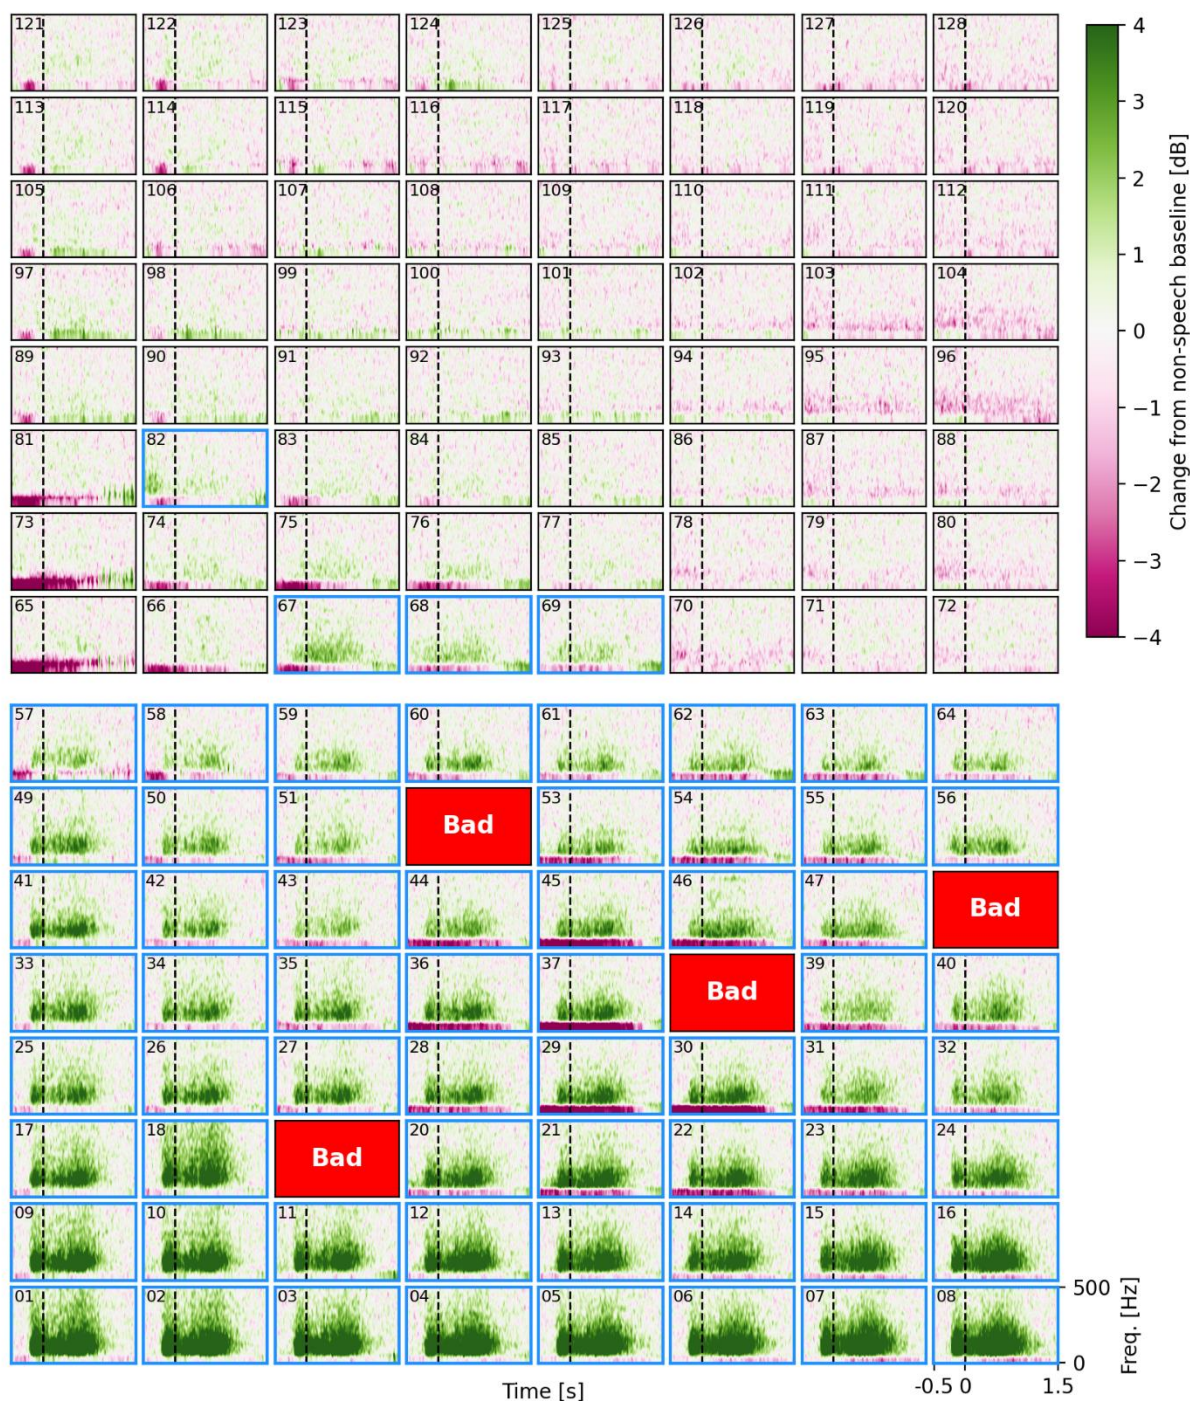 121 122 123 124 125 126 127 128
113 114 115 116 117 118 119 120
105 106 107 108 109 110 111 112
97 98 99 100 101 102 103 104
89 90 91 92 93 94 95 96
81 82 83 84 85 86 87 88
73 74 75 76 77 78 79 80
65 66 67 68 69 70 71 72
57 58 59 60 61 62 63 64
49 50 51 Bad 53 54 55 56
41 42 43 44 45 46 47 Bad
33 34 35 36 37 Bad 39 40
25 26 27 28 29 30 31 32
17 18 Bad 20 21 22 23 24
09 10 11 12 13 14 15 16
01 02 03 04 05 06 07 08
500
0
Freq. [Hz]
-0.5 0 1.5
Time [s]
4
3
2
1
0
−1
−2
−3
−4
Change from non-speech baseline [dB]